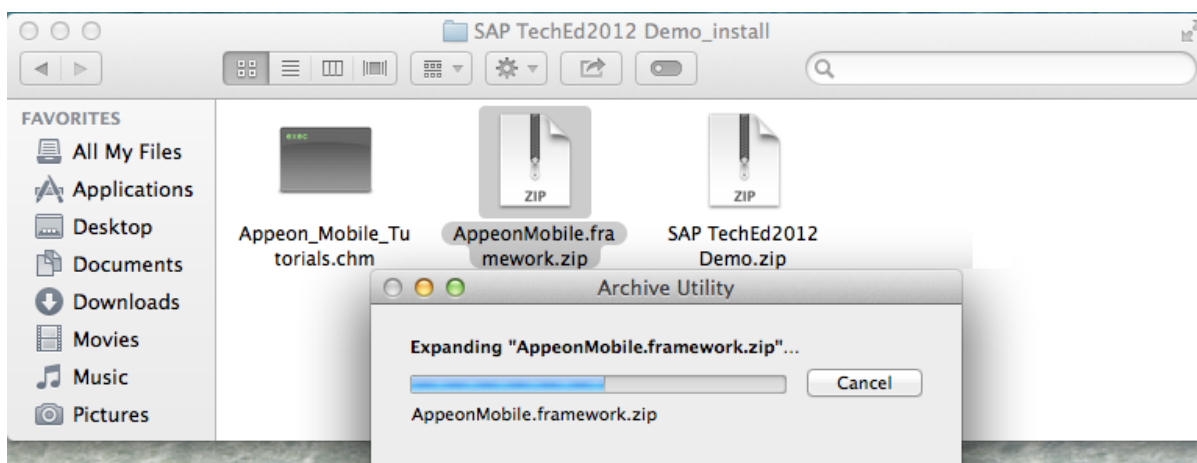 SAP TechEd2012 Demo_install
FAVORITES
All My Files
Applications
Desktop
Documents
Downloads
Movies
Music
Pictures
exec
ZIP
ZIP
Appeon_Mobile_Tu
torials.chm
AppeonMobile.fra
mework.zip
SAP TechEd2012
Demo.zip
Archive Utility
Expanding "AppeonMobile.framework.zip"...
Cancel
AppeonMobile.framework.zip